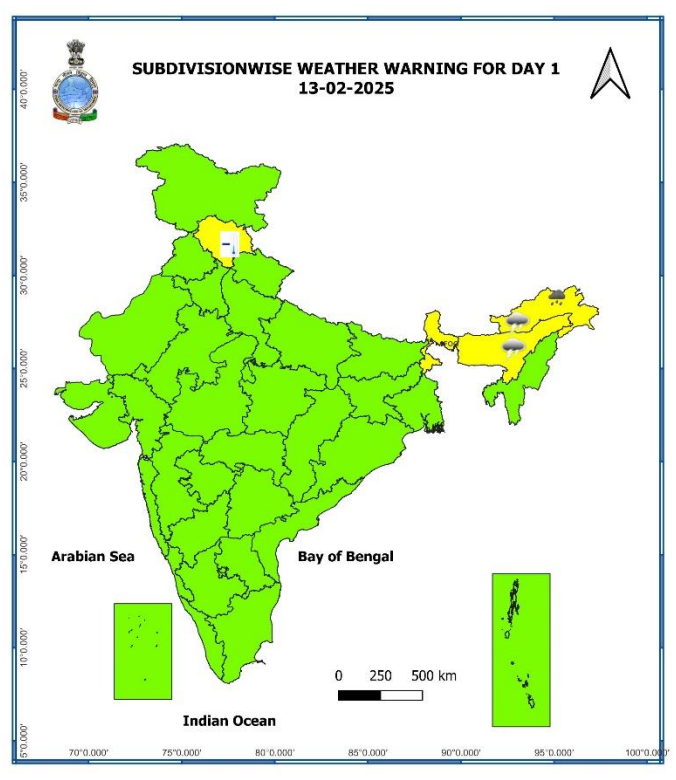 SUBDIVISIONWISE WEATHER WARNING FOR DAY 1
13-02-2025
40°0.000'
35°0.000'
30°0.000'
25°0.000'
20°0.000'
15°0.000'
10°0.000'
5°0.000'
Arabian Sea
Bay of Bengal
0 250 500 km
Indian Ocean
70°0.000' 75°0.000' 80°0.000' 85°0.000' 90°0.000' 95°0.000' 100°0.000'